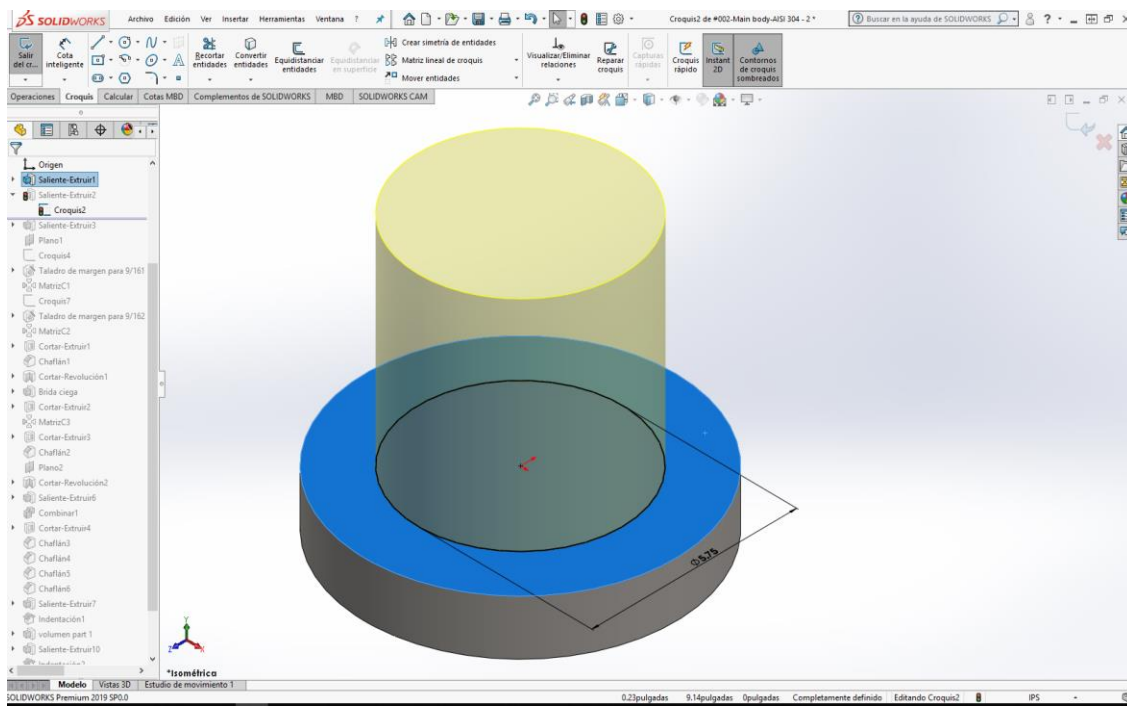 SOLIDWORKS Archivo Edición Ver Insertar Herramientas Ventana ? Croquis2 de #002-Main body-AISI 304 - 2 * Buscar en la ayuda de SOLIDWORKS ?
Salir del cr...
Cota inteligente
Recortar entidades
Convertir entidades
Equidistanciar entidades
Equidistanciar en superficie
Crear simetría de entidades
Matriz lineal de croquis
Mover entidades
Visualizar/Eliminar relaciones
Reparar croquis
Capturas rápidas
Croquis rápido
Instant 2D
Contornos de croquis sombreados
Operaciones Croquis Calcular Cotas MBD Complementos de SOLIDWORKS MBD SOLIDWORKS CAM
Origen
Saliente-Extruir1
Saliente-Extruir2
Croquis2
Saliente-Extruir3
Plano1
Croquis4
Taladro de margen para 9/161
MatrizC1
Croquis7
Taladro de margen para 9/162
MatrizC2
Cortar-Extruir1
Chaflán1
Cortar-Revolución1
Brida ciega
Cortar-Extruir2
MatrizC3
Cortar-Extruir3
Chaflán2
Plano2
Cortar-Revolución2
Saliente-Extruir6
Combinar1
Cortar-Extruir4
Chaflán3
Chaflán4
Chaflán5
Chaflán6
Saliente-Extruir7
Indentación1
volumen part 1
Saliente-Extruir10
Φ5.75
Y
Z X
*Isométrica
Modelo Vistas 3D Estudio de movimiento 1
SOLIDWORKS Premium 2019 SP0.0 0.23pulgadas 9.14pulgadas 0pulgadas Completamente definido Editando Croquis2 IPS